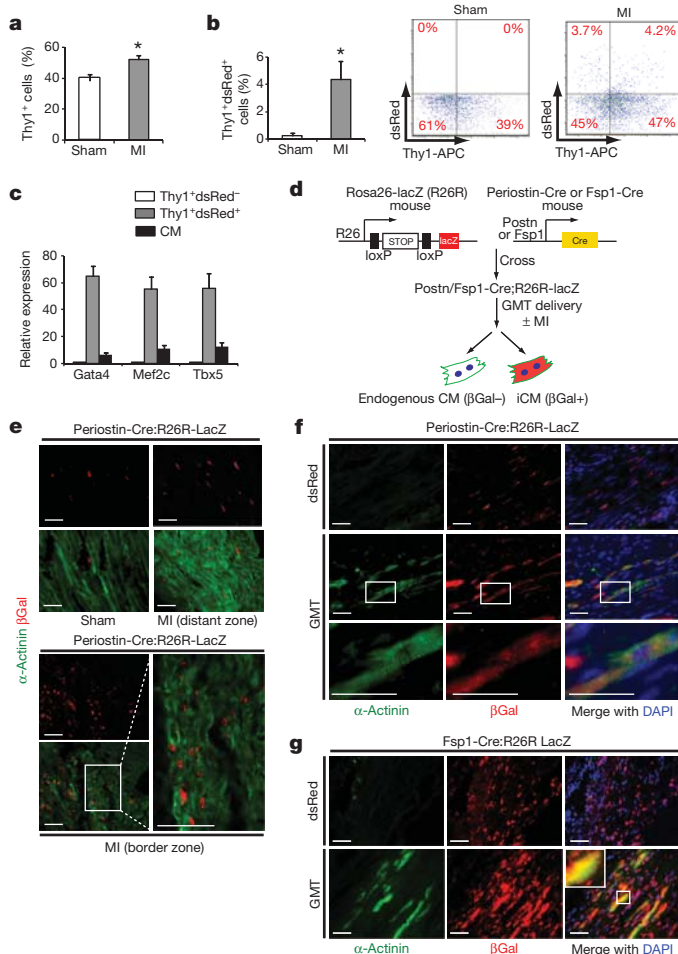 a
Thy1+ cells (%)
60
40
20
0
*
Sham
MI
b
Thy1+dsRed+
cells (%)
6
4
2
0
*
Sham
MI
Sham
0%
0%
61%
39%
dsRed
Thy1-APC
MI
3.7%
4.2%
45%
47%
dsRed
Thy1-APC
c
Thy1+dsRed−
Thy1+dsRed+
CM
Relative expression
80
60
40
20
0
Gata4
Mef2c
Tbx5
d
Rosa26-lacZ (R26R)
mouse
R26
STOP
lacZ
loxP
loxP
Periostin-Cre or Fsp1-Cre
mouse
Postn
or Fsp1
Cre
Cross
Postn/Fsp1-Cre;R26R-lacZ
GMT delivery
± MI
Endogenous CM (βGal–)
iCM (βGal+)
e
Periostin-Cre:R26R-LacZ
Sham
MI (distant zone)
Periostin-Cre:R26R-LacZ
α-Actinin βGal
MI (border zone)
f
Periostin-Cre:R26R-LacZ
dsRed
GMT
α-Actinin
βGal
Merge with DAPI
g
Fsp1-Cre:R26R LacZ
dsRed
GMT
α-Actinin
βGal
Merge with DAPI